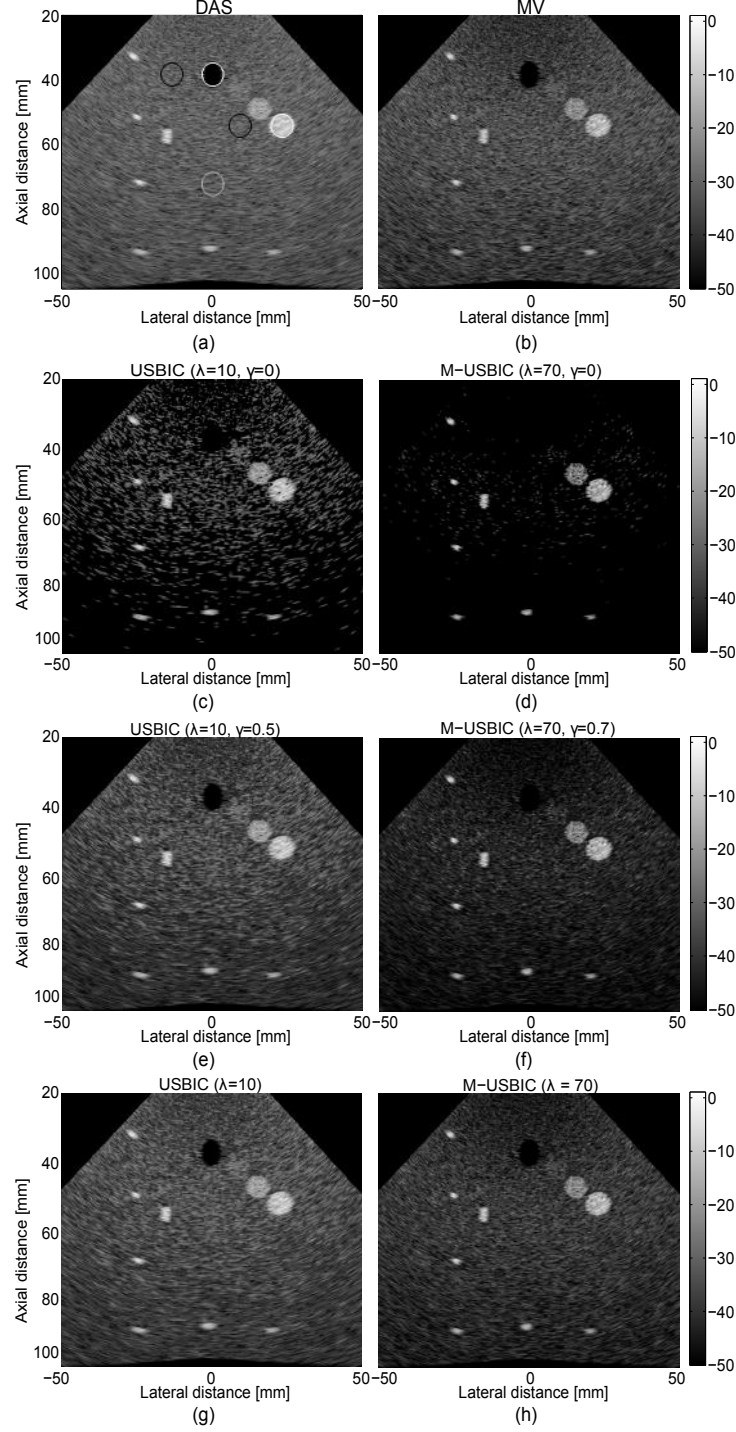 DAS
MV
20
40
60
80
100
Axial distance [mm]
−50 0 50
Lateral distance [mm]
(a)
−50 0 50
Lateral distance [mm]
(b)
0
−10
−20
−30
−40
−50
USBIC (λ=10, γ=0)
M−USBIC (λ=70, γ=0)
20
40
60
80
100
Axial distance [mm]
−50 0 50
Lateral distance [mm]
(c)
−50 0 50
Lateral distance [mm]
(d)
0
−10
−20
−30
−40
−50
USBIC (λ=10, γ=0.5)
M−USBIC (λ=70, γ=0.7)
20
40
60
80
100
Axial distance [mm]
−50 0 50
Lateral distance [mm]
(e)
−50 0 50
Lateral distance [mm]
(f)
0
−10
−20
−30
−40
−50
USBIC (λ=10)
M−USBIC (λ = 70)
20
40
60
80
100
Axial distance [mm]
−50 0 50
Lateral distance [mm]
(g)
−50 0 50
Lateral distance [mm]
(h)
0
−10
−20
−30
−40
−50